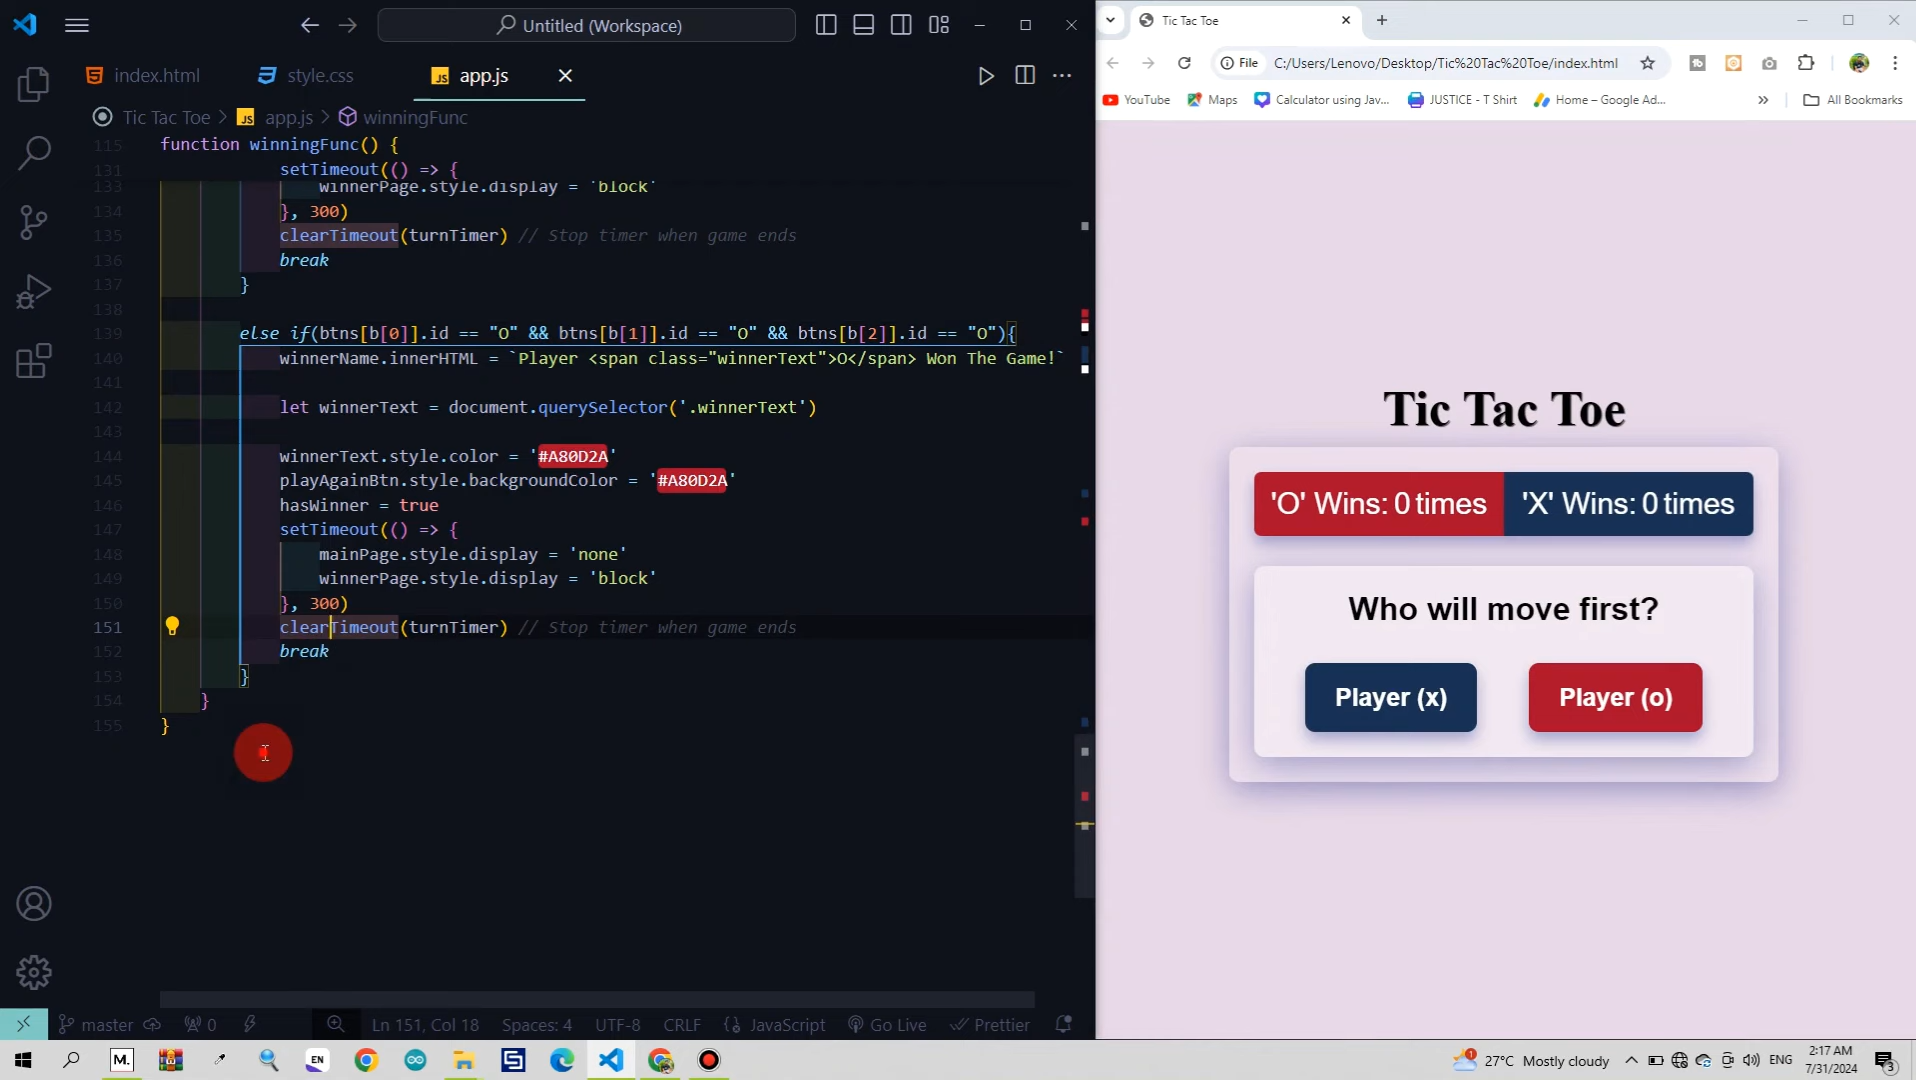 Untitled (Workspace)
index.html
style.css
JS app.js
Tic Tac Toe > JS app.js > winningFunc
115 function winningFunc() {
131 setTimeout(() => {
133 winnerPage.style.display = 'block'
134 }, 300)
135 clearTimeout(turnTimer) // Stop timer when game ends
136 break
137 }
138
139 else if(btns[b[0]].id == "O" && btns[b[1]].id == "O" && btns[b[2]].id == "O"){
140 winnerName.innerHTML = `Player <span class="winnerText">O</span> Won The Game!`
141
142 let winnerText = document.querySelector('.winnerText')
143
144 winnerText.style.color = '#A80D2A'
145 playAgainBtn.style.backgroundColor = '#A80D2A'
146 hasWinner = true
147 setTimeout(() => {
148 mainPage.style.display = 'none'
149 winnerPage.style.display = 'block'
150 }, 300)
151 clearTimeout(turnTimer) // Stop timer when game ends
152 break
153 }
154 }
155 }
master
0
Ln 151, Col 18
Spaces: 4
UTF-8
CRLF
JavaScript
Go Live
Prettier
Tic Tac Toe
File
C:/Users/Lenovo/Desktop/Tic%20Tac%20Toe/index.html
YouTube
Maps
Calculator using Jav...
JUSTICE - T Shirt
Home – Google Ad...
All Bookmarks
Tic Tac Toe
'O' Wins: 0 times
'X' Wins: 0 times
Who will move first?
Player (x)
Player (o)
M.
EN
27°C Mostly cloudy
ENG
2:17 AM
7/31/2024
3